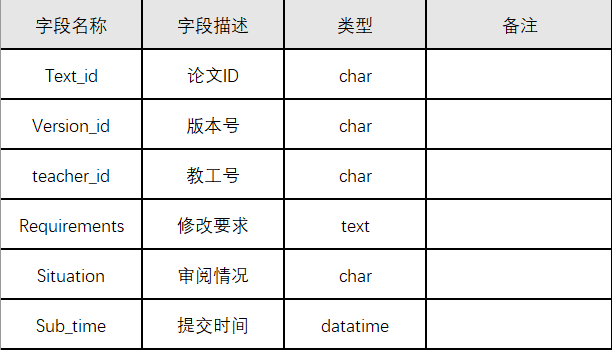 字段名称 字段描述 类型 备注
Text_id 论文ID char
Version_id 版本号 char
teacher_id 教工号 char
Requirements 修改要求 text
Situation 审阅情况 char
Sub_time 提交时间 datatime